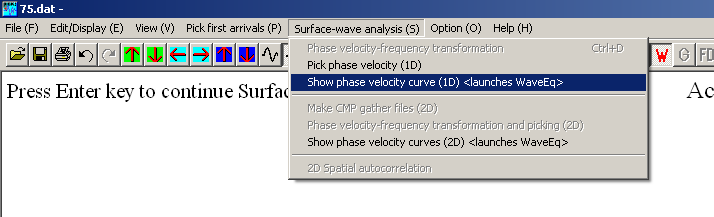 75.dat -
File (F) Edit/Display (E) View (V) Pick first arrivals (P) Surface-wave analysis (S) Option (O) Help (H)
Phase velocity-frequency transformation Ctrl+D
W G FD
Pick phase velocity (1D)
Press Enter key to continue Surfac
Show phase velocity curve (1D) <launches WaveEq>
Ac
Make CMP gather files (2D)
Phase velocity-frequency transformation and picking (2D)
Show phase velocity curves (2D) <launches WaveEq>
2D Spatial autocorrelation